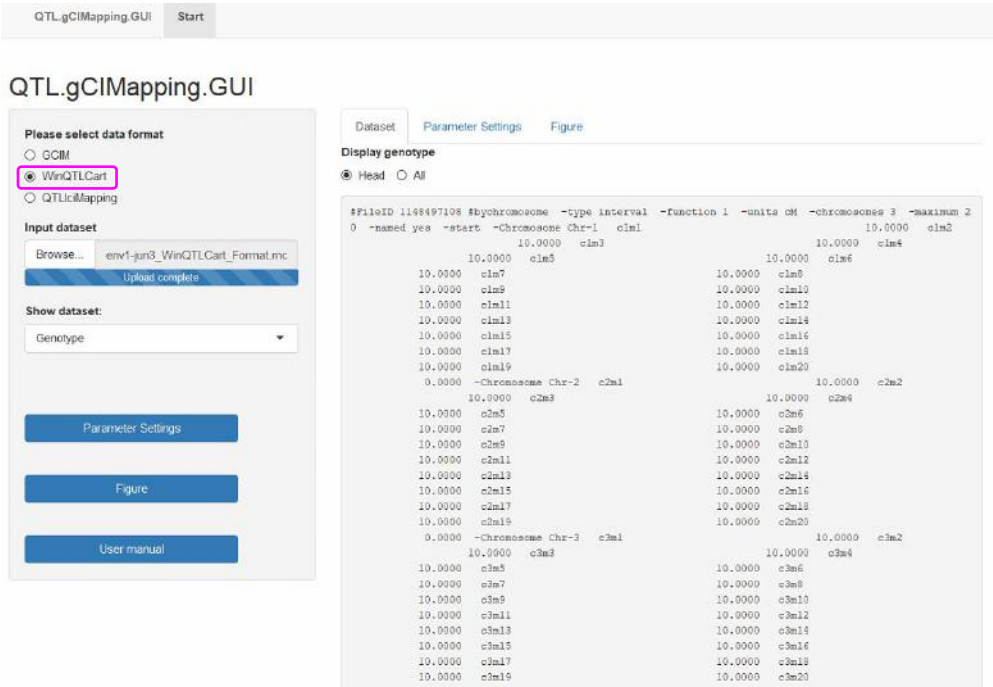 QTL.gCIMapping.GUI Start
QTL.gCIMapping.GUI
Please select data format
GCIM
WinQTLCart
QTLIciMapping
Input dataset
Browse... env1-jun3_WinQTLCart_Format.mc
Upload complete
Show dataset:
Genotype
Parameter Settings
Figure
User manual
Dataset Parameter Settings Figure
Display genotype
Head All
$FileID 1148497108 #bychromosome -type interval -function 1 -units cM -chromosomes 3 -maximum 2
0 -named yes -start -Chromosome Chr-1 c1m1 10.0000 c1m2
10.0000 c1m3 10.0000 c1m4
10.0000 c1m5 10.0000 c1m6
10.0000 c1m7 10.0000 c1m8
10.0000 c1m9 10.0000 c1m10
10.0000 c1m11 10.0000 c1m12
10.0000 c1m13 10.0000 c1m14
10.0000 c1m15 10.0000 c1m16
10.0000 c1m17 10.0000 c1m18
10.0000 c1m19 10.0000 c1m20
0.0000 -Chromosome Chr-2 c2m1 10.0000 c2m2
10.0000 c2m3 10.0000 c2m4
10.0000 c2m5 10.0000 c2m6
10.0000 c2m7 10.0000 c2m8
10.0000 c2m9 10.0000 c2m10
10.0000 c2m11 10.0000 c2m12
10.0000 c2m13 10.0000 c2m14
10.0000 c2m15 10.0000 c2m16
10.0000 c2m17 10.0000 c2m18
10.0000 c2m19 10.0000 c2m20
0.0000 -Chromosome Chr-3 c3m1 10.0000 c3m2
10.0000 c3m3 10.0000 c3m4
10.0000 c3m5 10.0000 c3m6
10.0000 c3m7 10.0000 c3m8
10.0000 c3m9 10.0000 c3m10
10.0000 c3m11 10.0000 c3m12
10.0000 c3m13 10.0000 c3m14
10.0000 c3m15 10.0000 c3m16
10.0000 c3m17 10.0000 c3m18
10.0000 c3m19 10.0000 c3m20